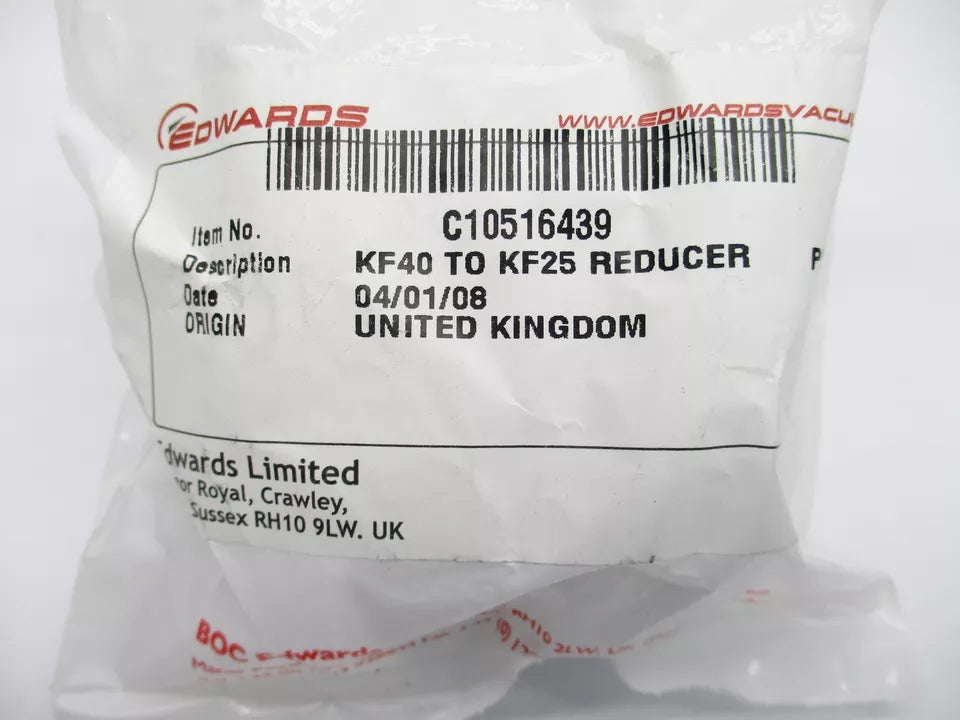 EDWARDS WWW.EDWARDSVACU
Item No. C10516439
Description KF40 TO KF25 REDUCER P
Date 04/01/08
ORIGIN UNITED KINGDOM
dwards Limited
or Royal, Crawley,
Sussex RH10 9LW. UK
BOC Edwards